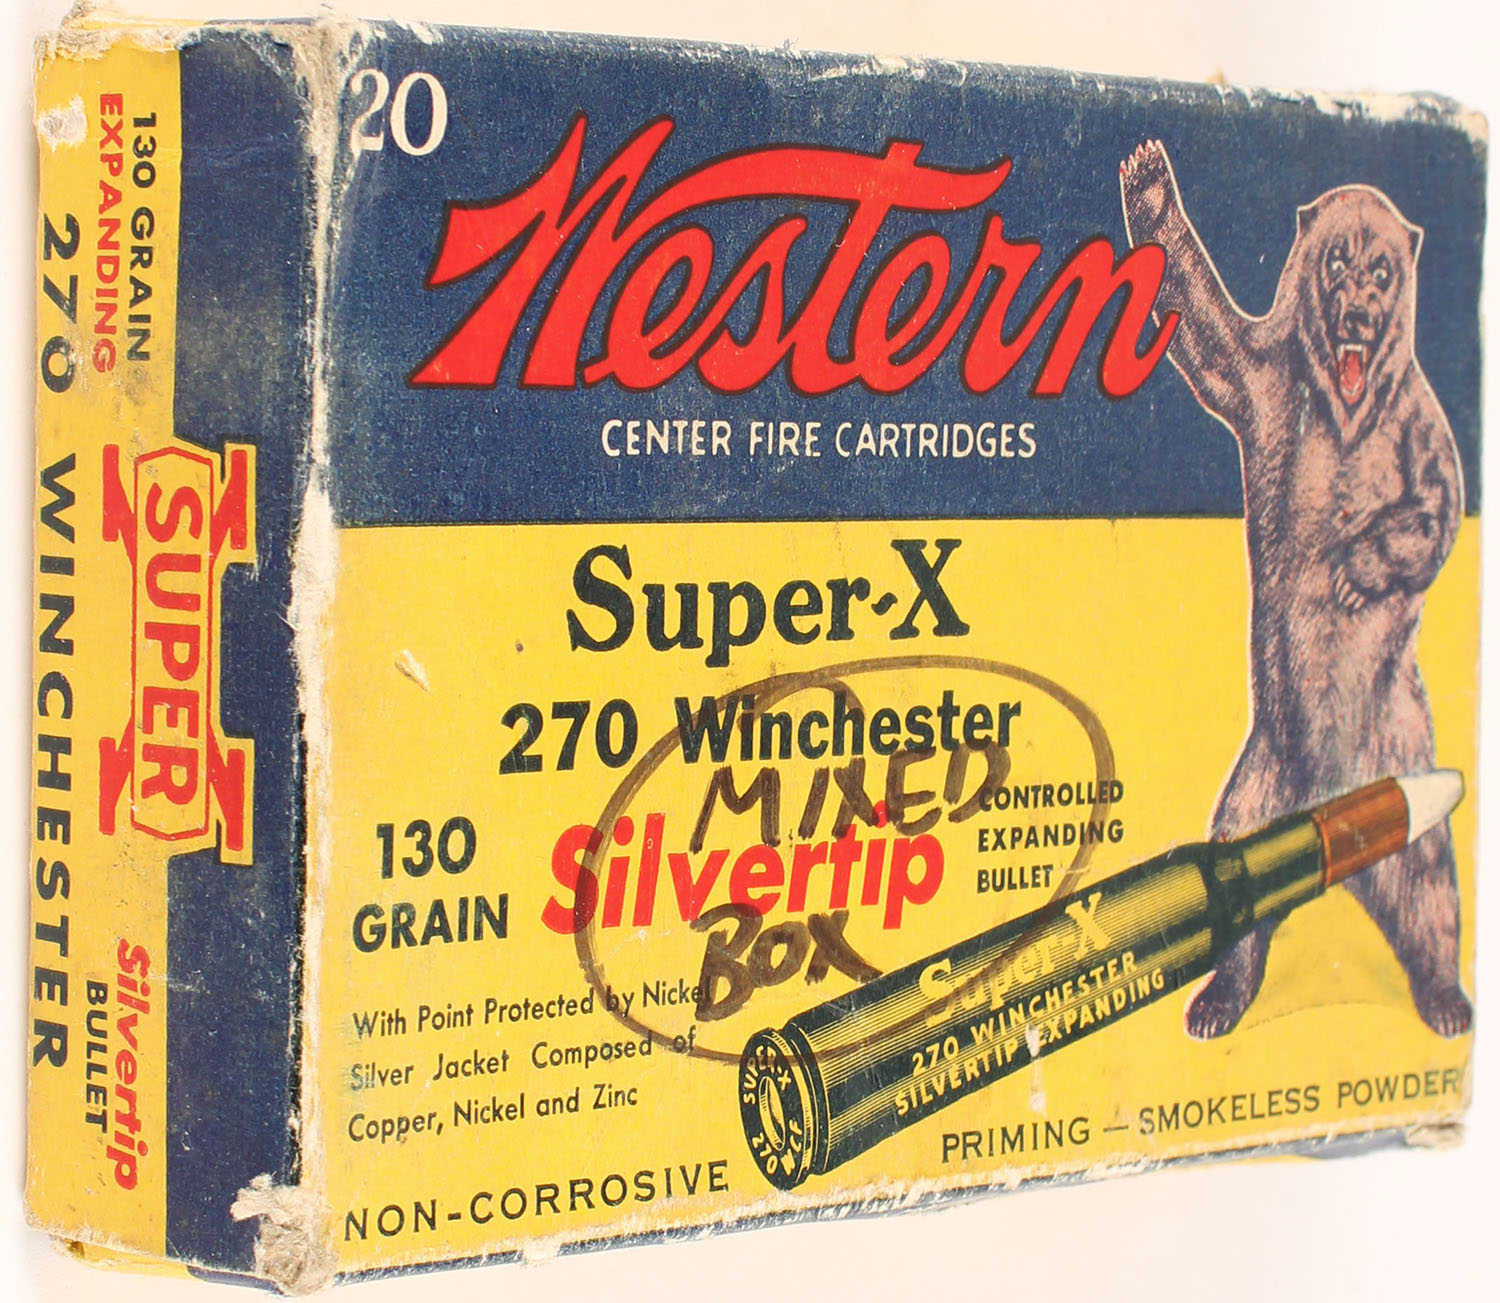 130 GRAIN
EXPANDING
270 WINCHESTER
SUPER X
Silvertip
BULLET
20
Western
CENTER FIRE CARTRIDGES
Super-X
270 Winchester
MIXED
BOX
130
GRAIN
Silvertip
CONTROLLED
EXPANDING
BULLET
With Point Protected by Nickel
Silver Jacket Composed of
Copper, Nickel and Zinc
Super-X
270 WINCHESTER
SILVERTIP EXPANDING
SUPER-X
270 WCF
NON-CORROSIVE PRIMING – SMOKELESS POWDER